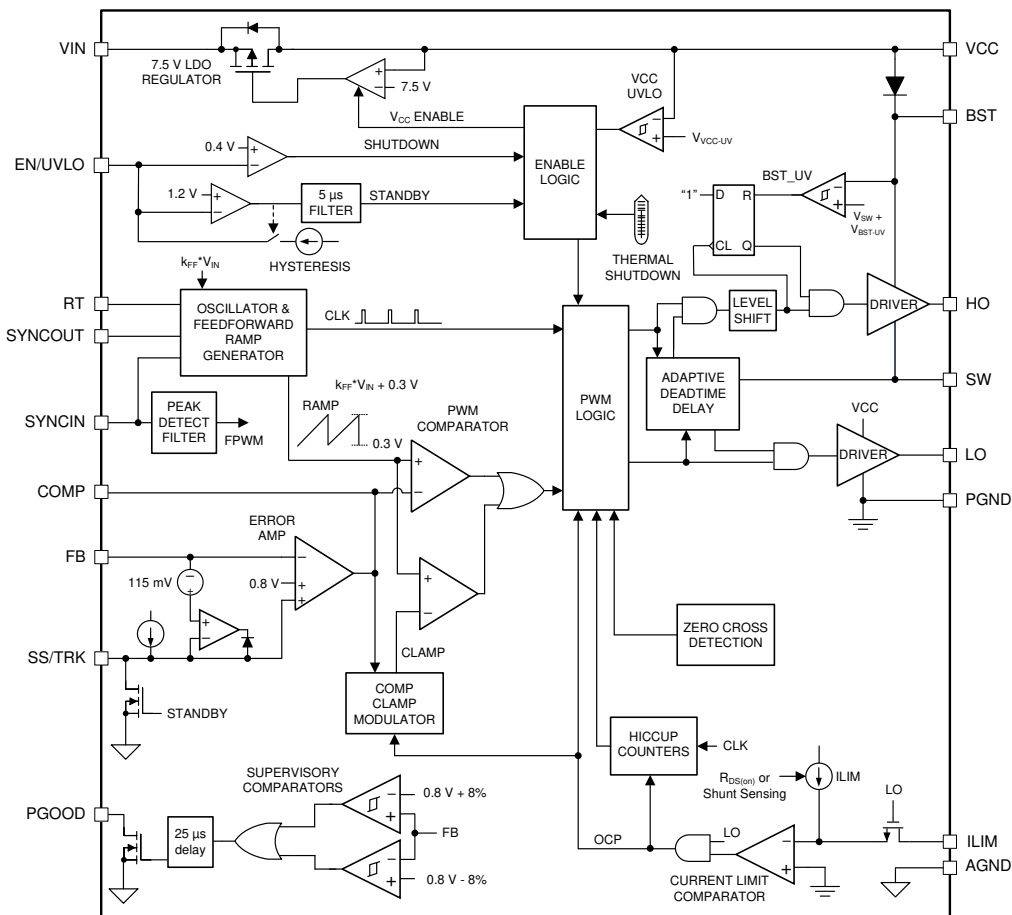 VIN
7.5 V LDO
REGULATOR
+
−
7.5 V
VCC
UVLO
−
+
V_VCC-UV
VCC
BST
V_CC ENABLE
ENABLE
LOGIC
EN/UVLO
0.4 V
+
−
SHUTDOWN
1.2 V
+
−
5 µs
FILTER
STANDBY
HYSTERESIS
THERMAL
SHUTDOWN
BST_UV
−
+
V_SW +
V_BST-UV
"1"
D
R
CL
Q
k_FF*V_IN
RT
SYNCOUT
OSCILLATOR &
FEEDFORWARD
RAMP
GENERATOR
CLK
PWM
LOGIC
LEVEL
SHIFT
DRIVER
HO
ADAPTIVE
DEADTIME
DELAY
SW
SYNCIN
PEAK
DETECT
FILTER
FPWM
k_FF*V_IN + 0.3 V
RAMP
0.3 V
PWM
COMPARATOR
+
−
VCC
DRIVER
LO
PGND
COMP
FB
ERROR
AMP
−
+
+
0.8 V
115 mV
−
+
+
−
+
−
CLAMP
SS/TRK
STANDBY
COMP
CLAMP
MODULATOR
ZERO CROSS
DETECTION
HICCUP
COUNTERS
CLK
R_DS(on) or
Shunt Sensing
ILIM
LO
ILIM
AGND
OCP
LO
−
+
CURRENT LIMIT
COMPARATOR
PGOOD
25 µs
delay
SUPERVISORY
COMPARATORS
−
+
0.8 V + 8%
FB
−
+
0.8 V - 8%